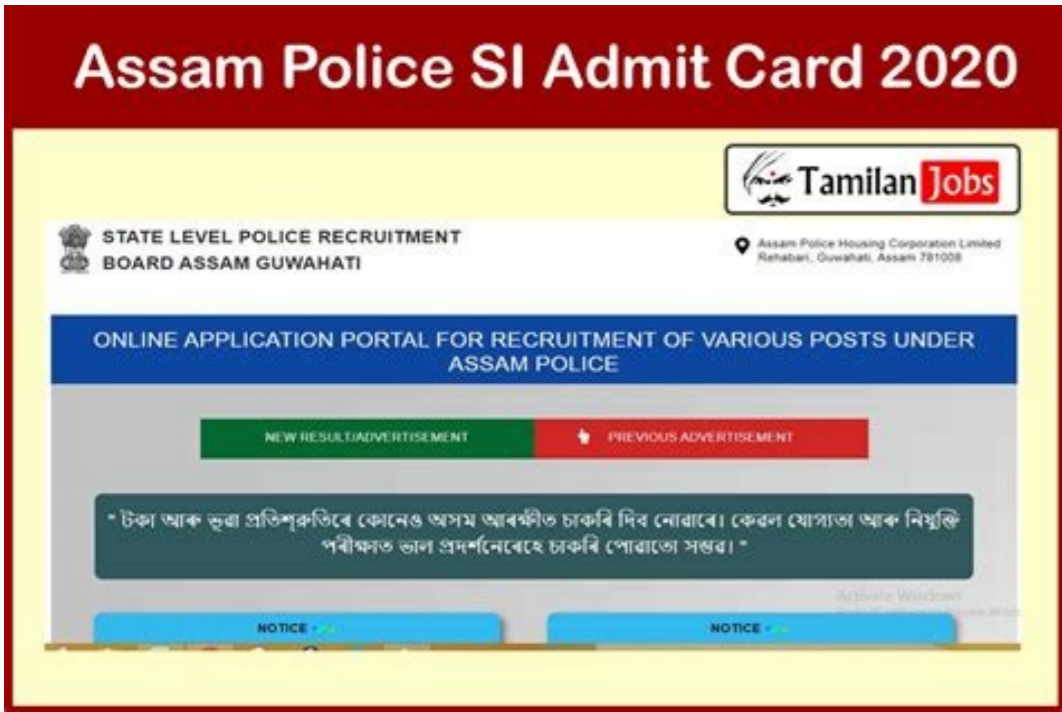 Assam Police SI Admit Card 2020
Tamilan Jobs
STATE LEVEL POLICE RECRUITMENT
BOARD ASSAM GUWAHATI
Assam Police Housing Corporation Limited
Rehabari, Guwahati, Assam 781008
ONLINE APPLICATION PORTAL FOR RECRUITMENT OF VARIOUS POSTS UNDER
ASSAM POLICE
NEW RESULT/ADVERTISEMENT
PREVIOUS ADVERTISEMENT
" টকা আৰু ভূৱা প্ৰতিশ্ৰুতিৰে কোনেও অসম আৰক্ষীত চাকৰি দিব নোৱাৰে। কেৱল যোগ্যতা আৰু নিযুক্তি
পৰীক্ষাত ভাল প্ৰদৰ্শনেৰেহে চাকৰি পোৱাতো সম্ভৱ। "
Activate Windows
NOTICE
NOTICE